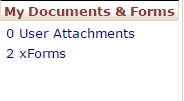 My Documents & Forms
0 User Attachments
2 xForms